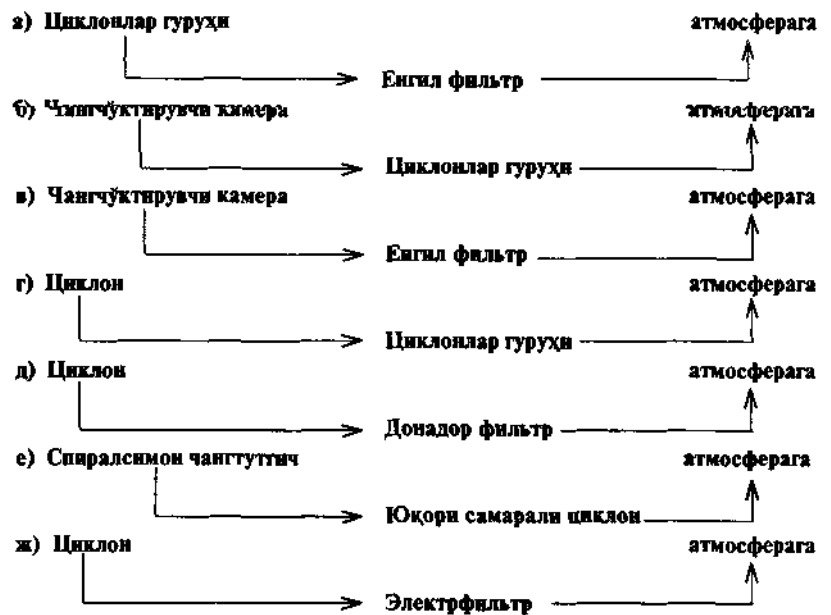 а) Циклонлар гуруҳи атмосферага
Енгил фильтр
б) Чангчўктирувчи камера атмосферага
Циклонлар гуруҳи
в) Чангчўктирувчи камера атмосферага
Енгил фильтр
г) Циклон атмосферага
Циклонлар гуруҳи
д) Циклон атмосферага
Донадор фильтр
е) Спиралсимон чангтуттич атмосферага
Юқори самарали циклон
ж) Циклон атмосферага
Электрфильтр